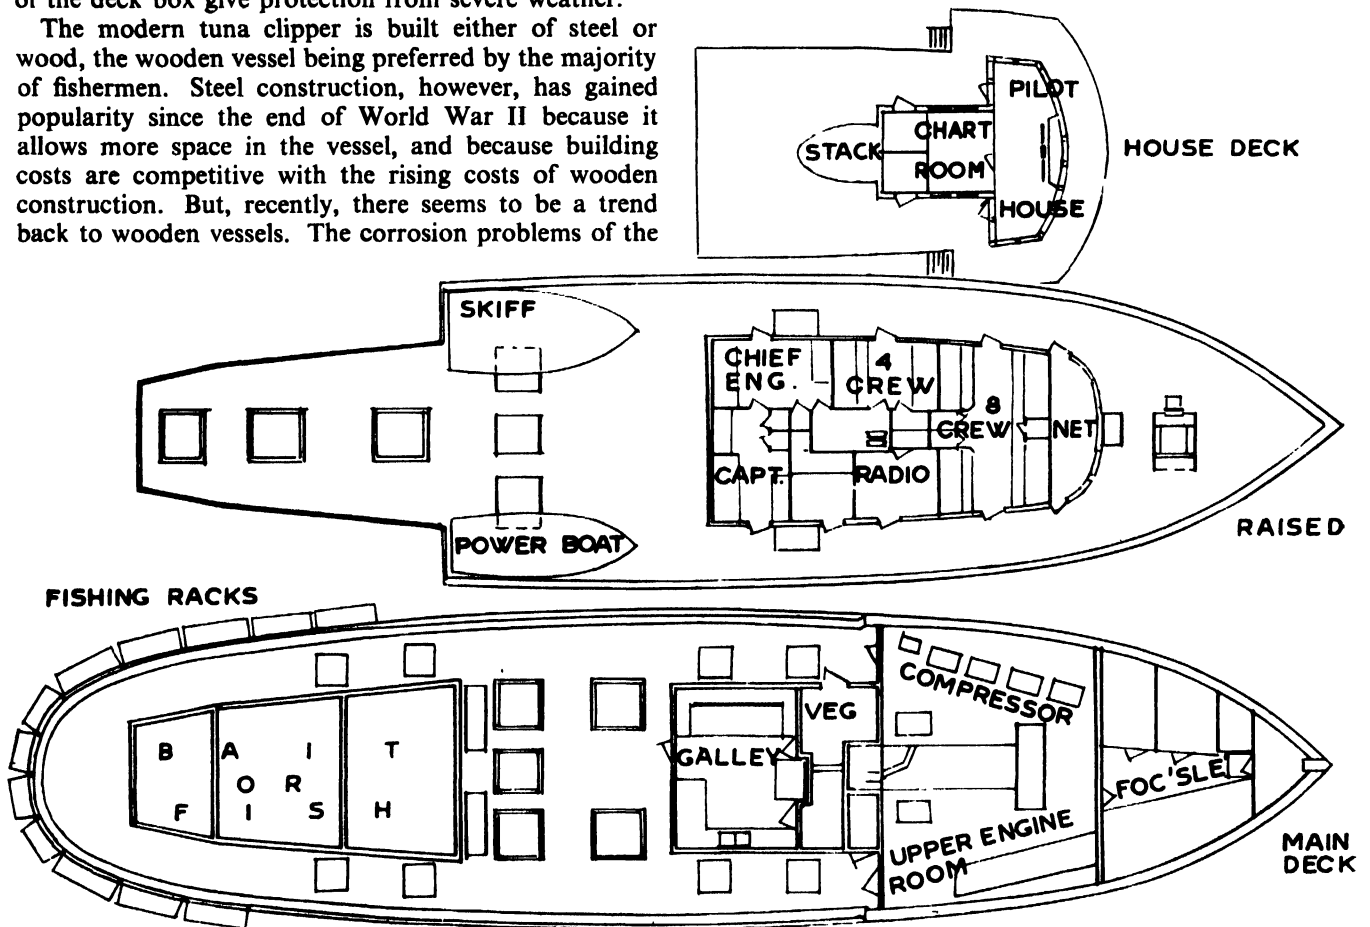 of the deck box give protection from severe weather.
The modern tuna clipper is built either of steel or
wood, the wooden vessel being preferred by the majority
of fishermen. Steel construction, however, has gained
popularity since the end of World War II because it
allows more space in the vessel, and because building
costs are competitive with the rising costs of wooden
construction. But, recently, there seems to be a trend
back to wooden vessels. The corrosion problems of the
PILOT
HOUSE
CHART
ROOM
STACK
HOUSE DECK
SKIFF
CHIEF
ENG.
4
CREW
8
CREW
NET
CAPT.
RADIO
POWER BOAT
RAISED
FISHING RACKS
COMPRESSOR
VEG
GALLEY
B A I T
O R
F I S H
FOC'SLE
UPPER ENGINE
ROOM
MAIN
DECK